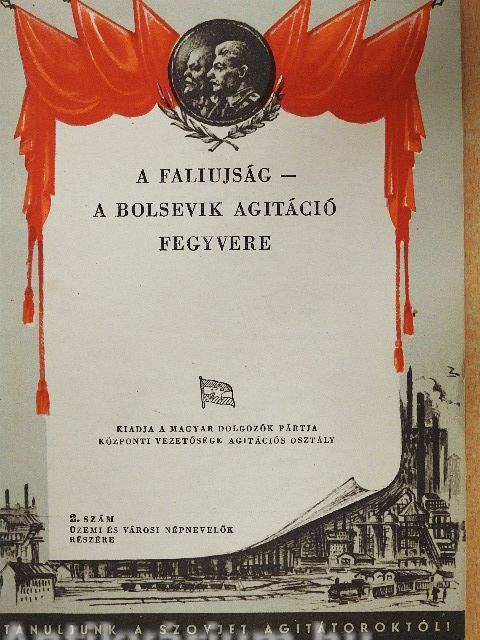 A FALIUJSÁG —
A BOLSEVIK AGITÁCIÓ
FEGYVERE
KIADJA A MAGYAR DOLGOZÓK PÁRTJA
KÖZPONTI VEZETŐSÉGE AGITÁCIÓS OSZTÁLY
2. SZÁM
ÜZEMI ÉS VÁROSI NÉPNEVELŐK
RÉSZÉRE
TANULJUNK A SZOVJET AGITÁTOROKTÓL!